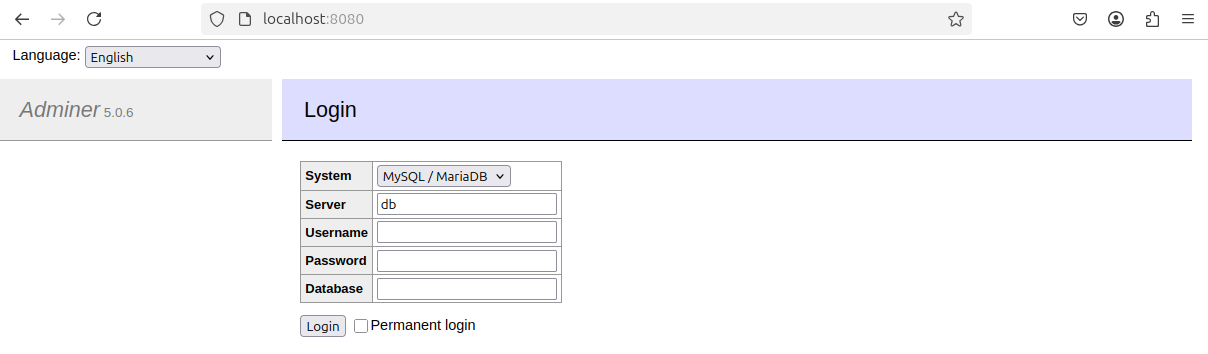 localhost:8080
Language: English
Adminer 5.0.6
Login
System MySQL / MariaDB
Server db
Username
Password
Database
Login Permanent login